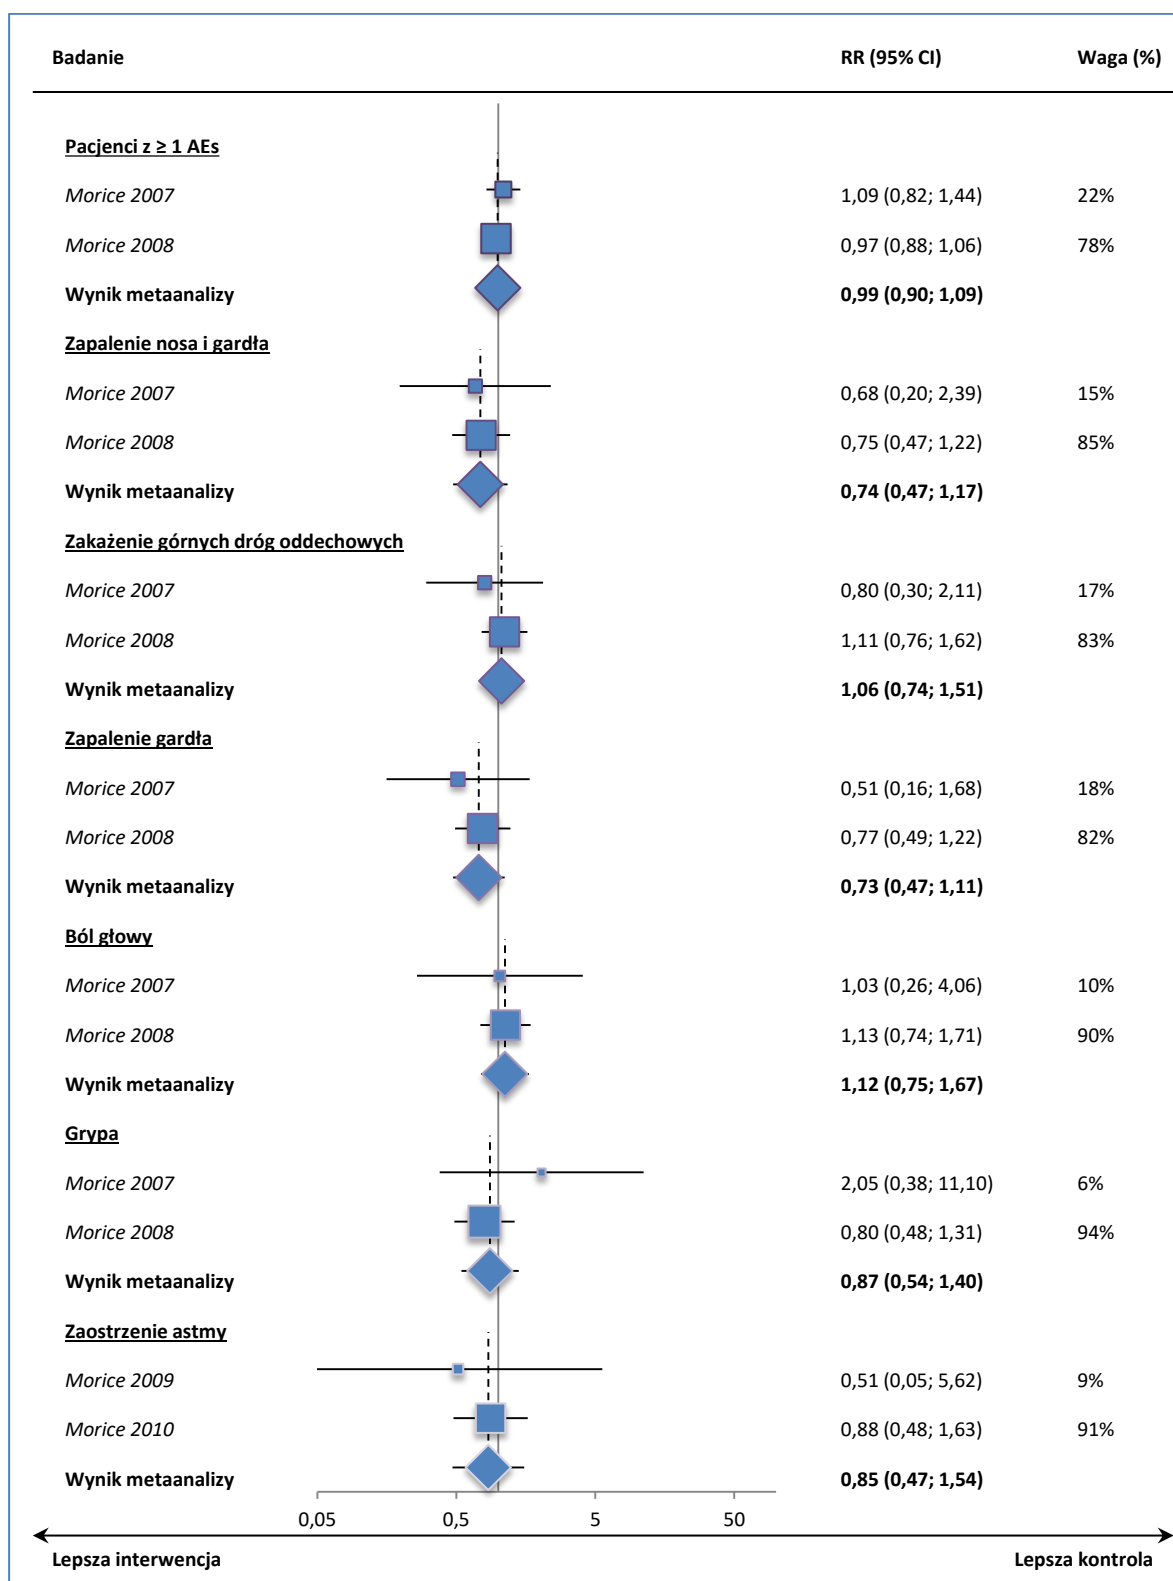 Badanie RR (95% CI) Waga (%)
Pacjenci z ≥ 1 AEs
Morice 2007 1,09 (0,82; 1,44) 22%
Morice 2008 0,97 (0,88; 1,06) 78%
Wynik metaanalizy 0,99 (0,90; 1,09)
Zapalenie nosa i gardła
Morice 2007 0,68 (0,20; 2,39) 15%
Morice 2008 0,75 (0,47; 1,22) 85%
Wynik metaanalizy 0,74 (0,47; 1,17)
Zakażenie górnych dróg oddechowych
Morice 2007 0,80 (0,30; 2,11) 17%
Morice 2008 1,11 (0,76; 1,62) 83%
Wynik metaanalizy 1,06 (0,74; 1,51)
Zapalenie gardła
Morice 2007 0,51 (0,16; 1,68) 18%
Morice 2008 0,77 (0,49; 1,22) 82%
Wynik metaanalizy 0,73 (0,47; 1,11)
Ból głowy
Morice 2007 1,03 (0,26; 4,06) 10%
Morice 2008 1,13 (0,74; 1,71) 90%
Wynik metaanalizy 1,12 (0,75; 1,67)
Grypa
Morice 2007 2,05 (0,38; 11,10) 6%
Morice 2008 0,80 (0,48; 1,31) 94%
Wynik metaanalizy 0,87 (0,54; 1,40)
Zaostrzenie astmy
Morice 2009 0,51 (0,05; 5,62) 9%
Morice 2010 0,88 (0,48; 1,63) 91%
Wynik metaanalizy 0,85 (0,47; 1,54)
0,05 0,5 5 50
Lepsza interwencja Lepsza kontrola